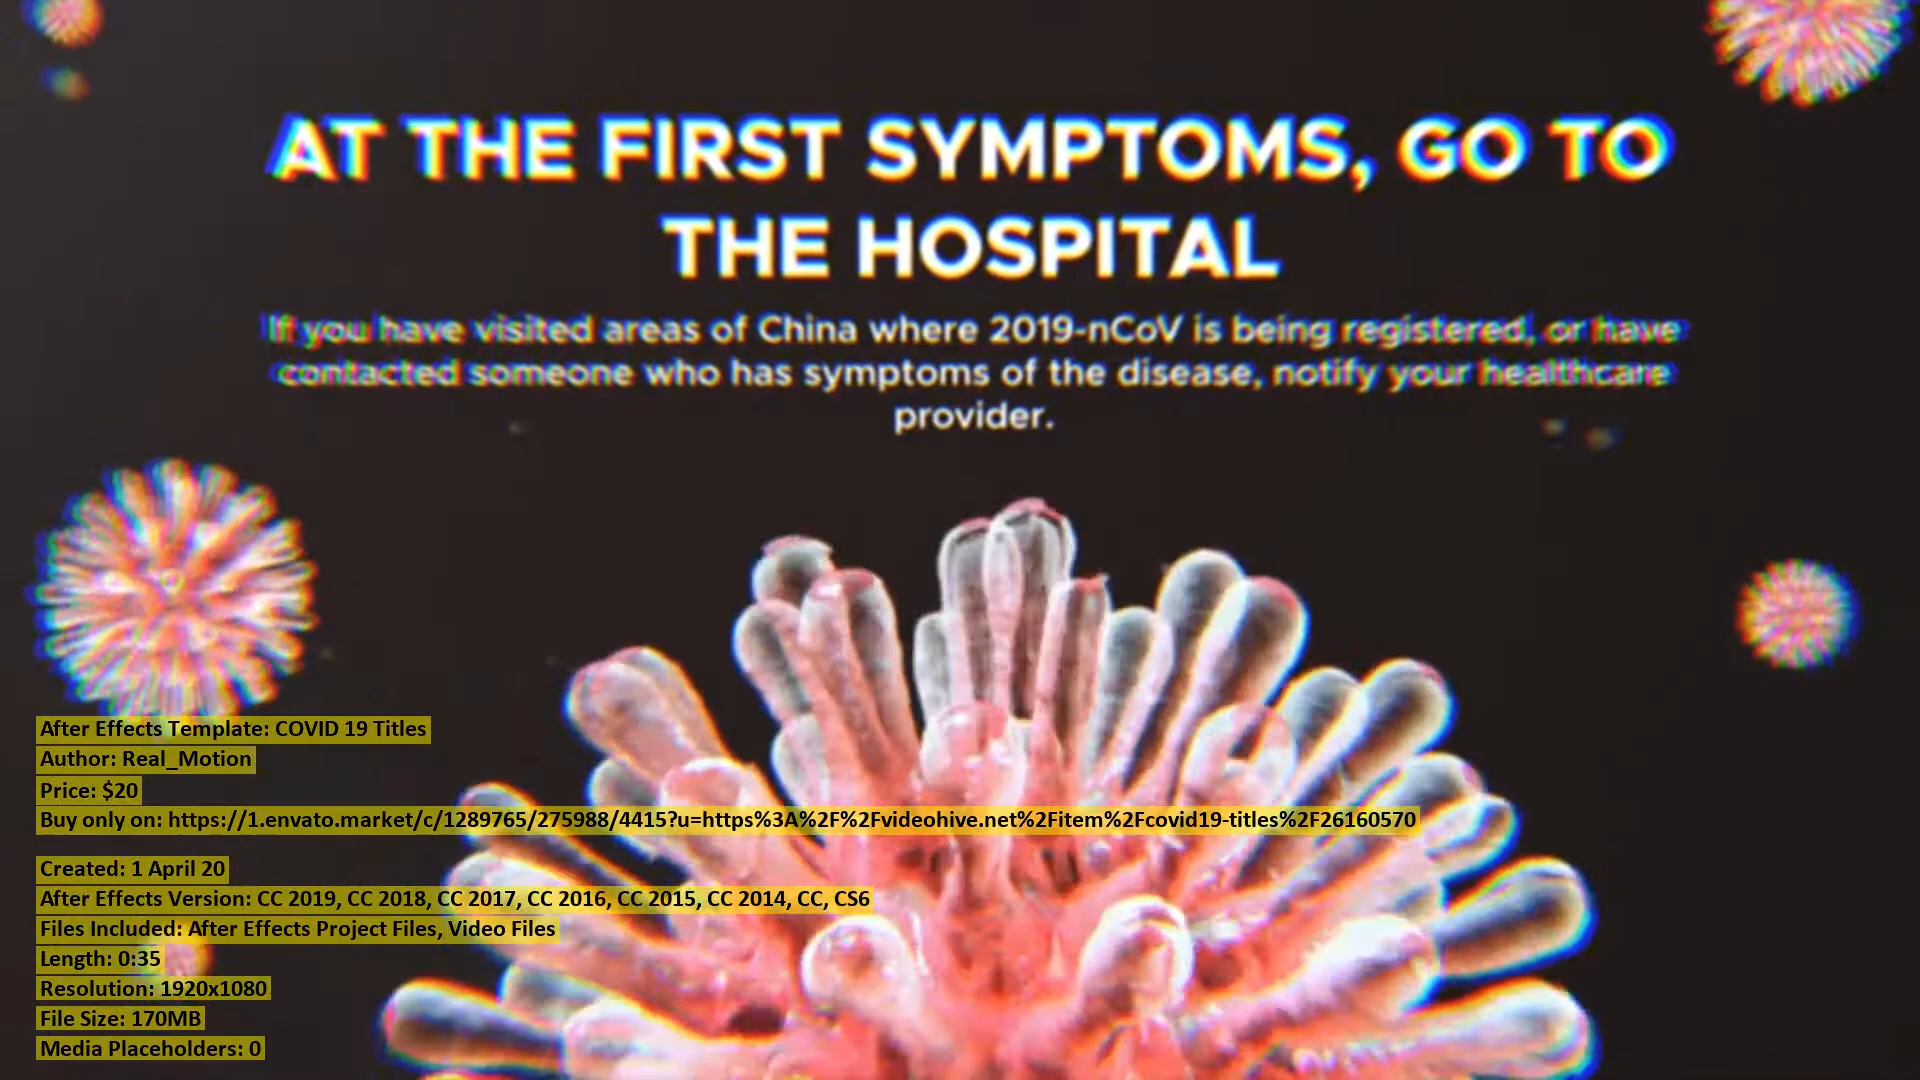 AT THE FIRST SYMPTOMS, GO TO
THE HOSPITAL
If you have visited areas of China where 2019-nCoV is being registered, or have
contacted someone who has symptoms of the disease, notify your healthcare
provider.
After Effects Template: COVID 19 Titles
Author: Real_Motion
Price: $20
Buy only on: https://1.envato.market/c/1289765/275988/4415?u=https%3A%2F%2Fvideohive.net%2Fitem%2Fcovid19-titles%2F26160570
Created: 1 April 20
After Effects Version: CC 2019, CC 2018, CC 2017, CC 2016, CC 2015, CC 2014, CC, CS6
Files Included: After Effects Project Files, Video Files
Length: 0:35
Resolution: 1920x1080
File Size: 170MB
Media Placeholders: 0